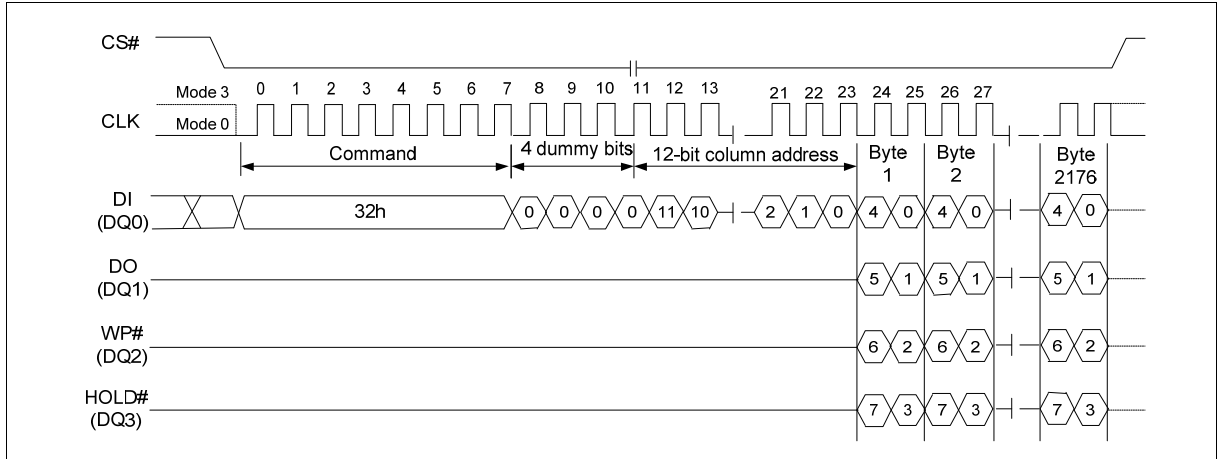 CS#
Mode 3 0 1 2 3 4 5 6 7 8 9 10 11 12 13 21 22 23 24 25 26 27
CLK Mode 0
Command 4 dummy bits 12-bit column address Byte 1 Byte 2 Byte 2176
DI (DQ0) 32h 0 0 0 0 11 10 2 1 0 4 0 4 0 4 0
DO (DQ1) 5 1 5 1 5 1
WP# (DQ2) 6 2 6 2 6 2
HOLD# (DQ3) 7 3 7 3 7 3